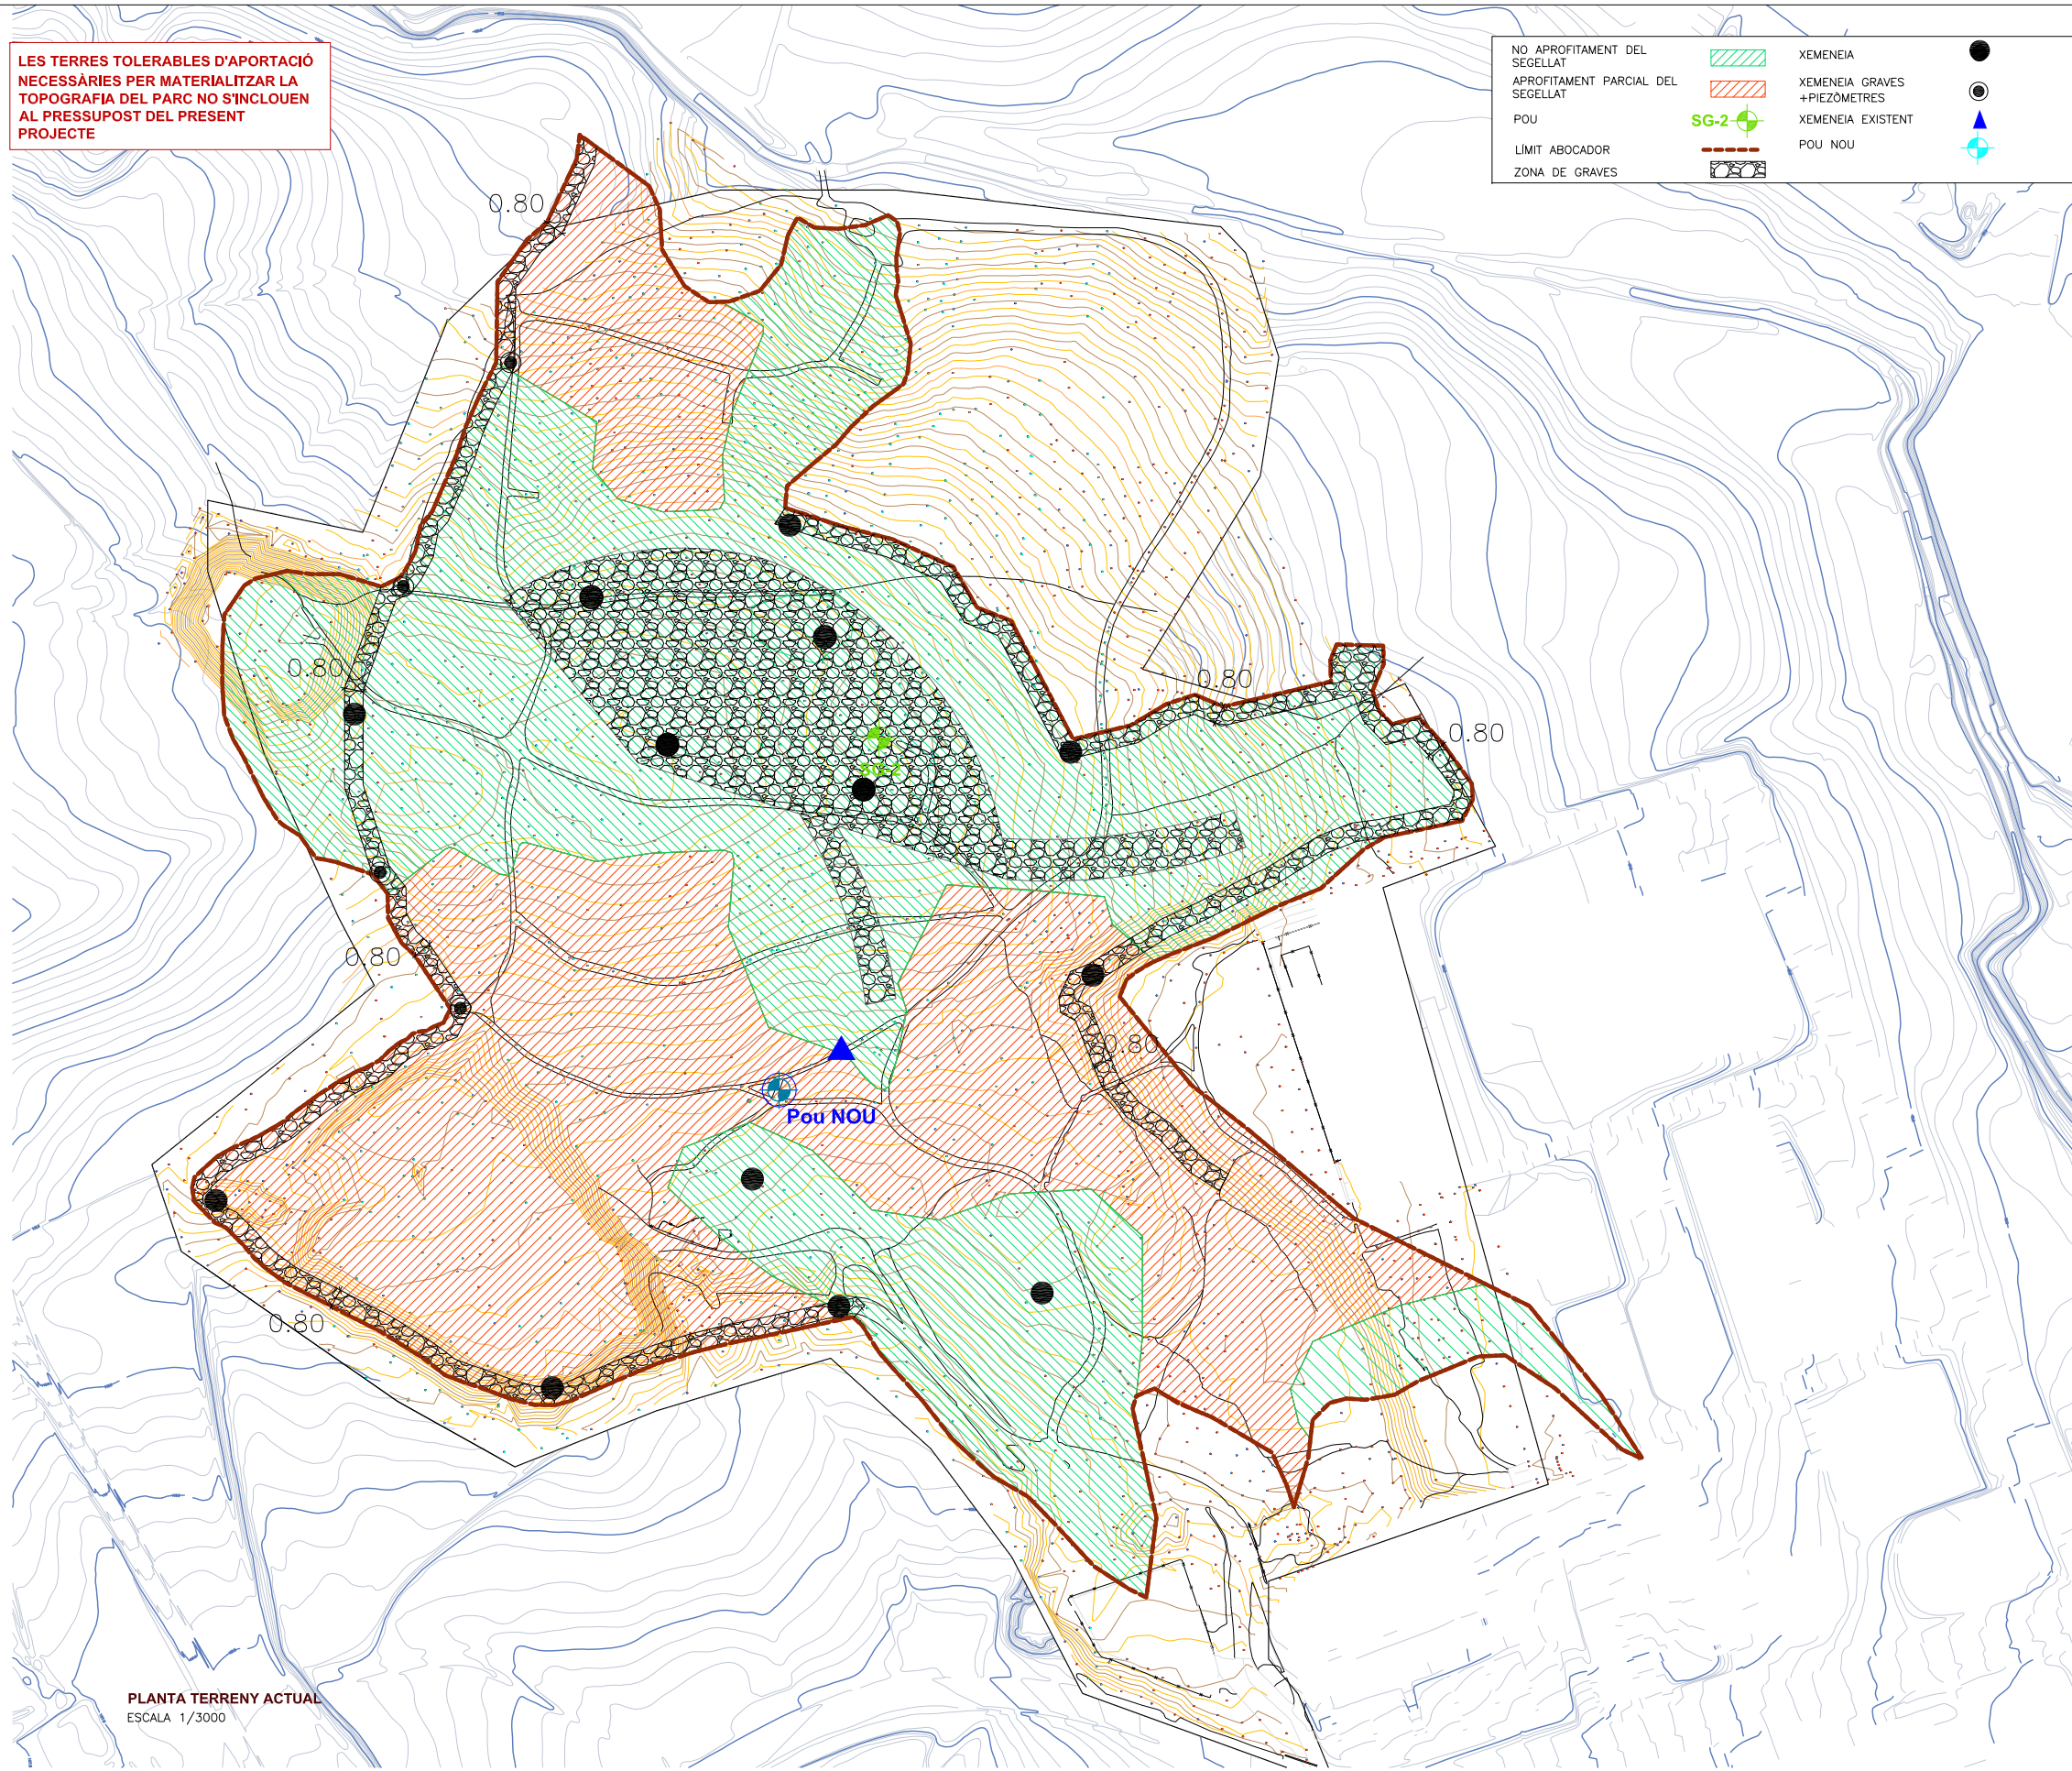 LES TERRES TOLERABLES D'APORTACIÓ
NECESSÀRIES PER MATERIALITZAR LA
TOPOGRAFIA DEL PARC NO S'INCLOUEN
AL PRESSUPOST DEL PRESENT
PROJECTE
NO APROFITAMENT DEL
SEGELLAT
APROFITAMENT PARCIAL DEL
SEGELLAT
POU
SG-2
LÍMIT ABOCADOR
ZONA DE GRAVES
XEMENEIA
XEMENEIA GRAVES
+PIEZÒMETRES
XEMENEIA EXISTENT
POU NOU
0.80
0.80
0.80
0.80
SG-2
0.80
0.80
Pou NOU
0.80
PLANTA TERRENY ACTUAL
ESCALA 1/3000